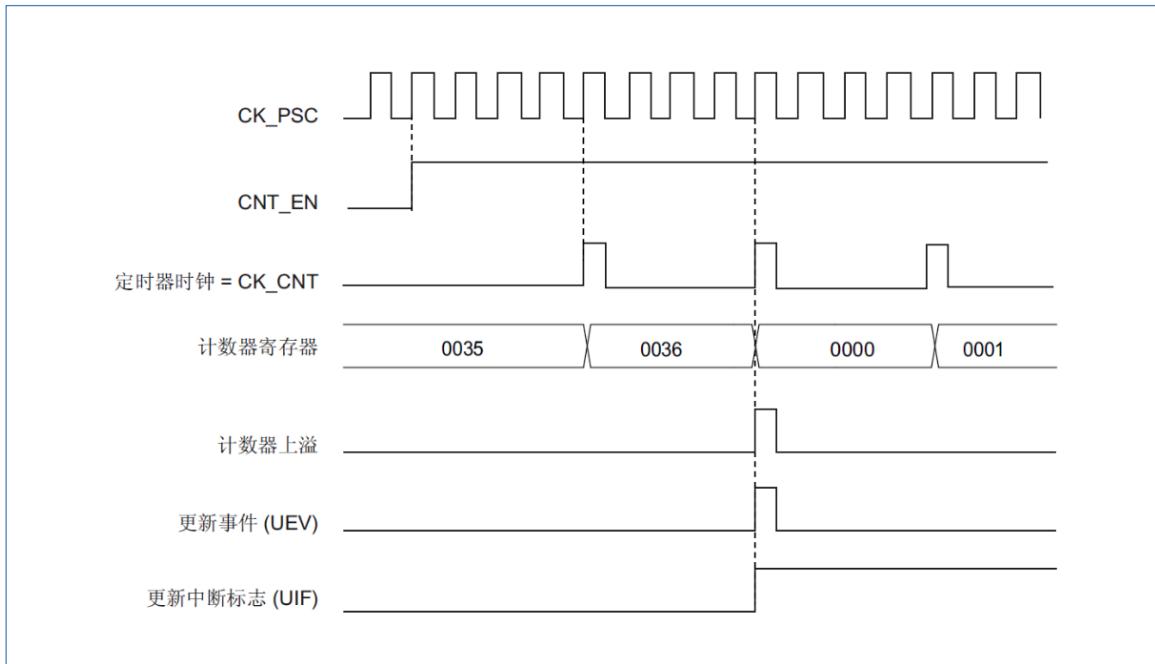 CK_PSC
CNT_EN
定时器时钟 = CK_CNT
计数器寄存器
0035
0036
0000
0001
计数器上溢
更新事件 (UEV)
更新中断标志 (UIF)